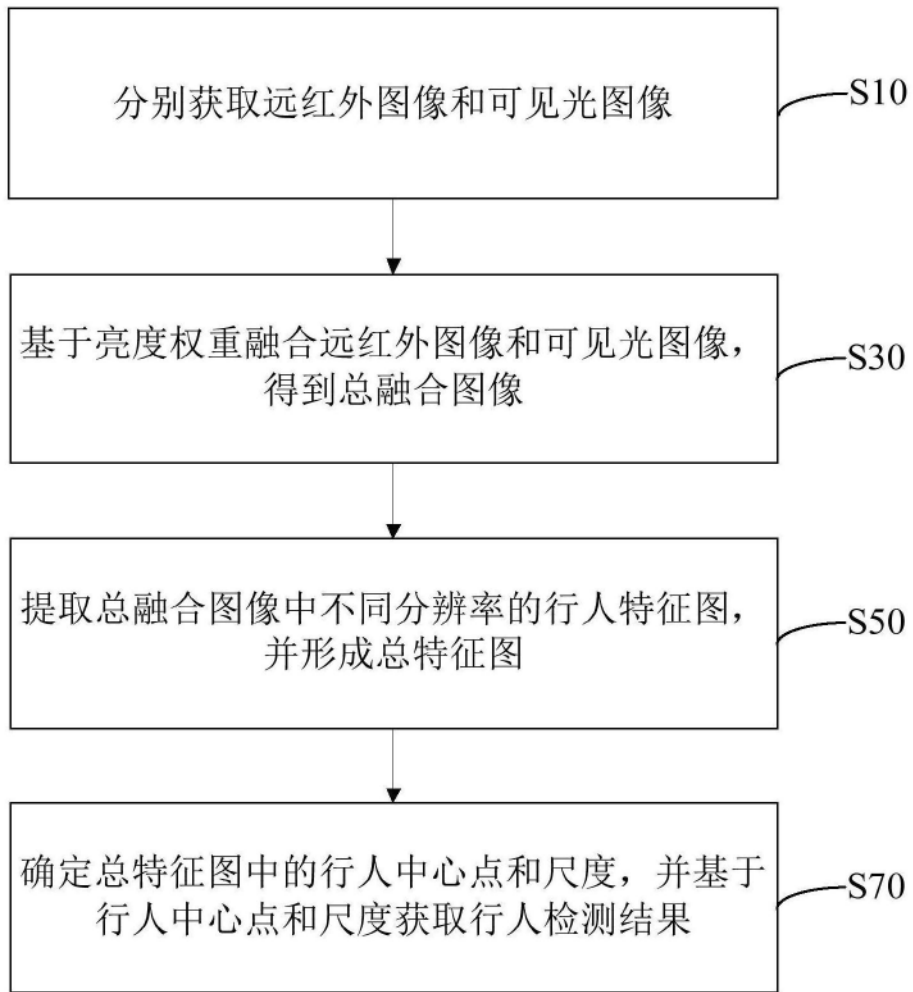 分别获取远红外图像和可见光图像
S10
基于亮度权重融合远红外图像和可见光图像，
得到总融合图像
S30
提取总融合图像中不同分辨率的行人特征图，
并形成总特征图
S50
确定总特征图中的行人中心点和尺度，并基于
行人中心点和尺度获取行人检测结果
S70